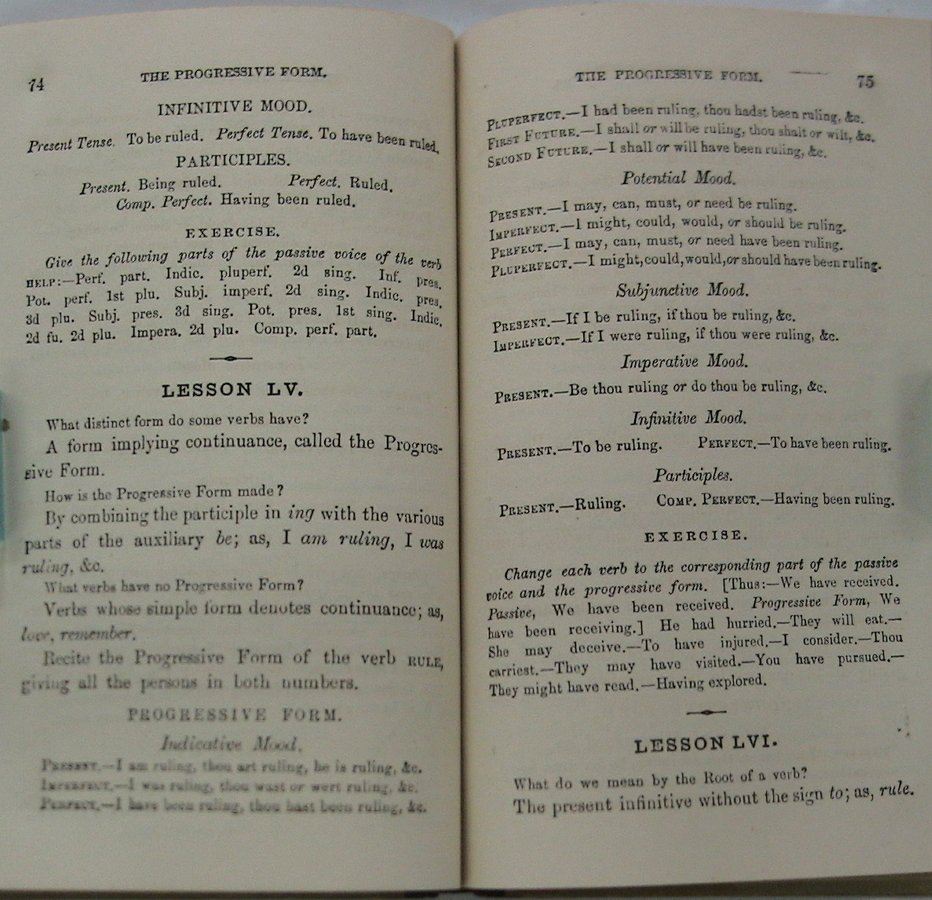 74 THE PROGRESSIVE FORM.
INFINITIVE MOOD.
Present Tense. To be ruled. Perfect Tense. To have been ruled.
PARTICIPLES.
Present. Being ruled. Perfect. Ruled.
Comp. Perfect. Having been ruled.
EXERCISE.
Give the following parts of the passive voice of the verb
HELP:—Perf. part. Indic. pluperf. 2d sing. Inf. pres.
Pot. perf. 1st plu. Subj. imperf. 2d sing. Indic. pres.
3d plu. Subj. pres. 3d sing. Pot. pres. 1st sing. Indic.
2d fu. 2d plu. Impera. 2d plu. Comp. perf. part.
LESSON LV.
What distinct form do some verbs have?
A form implying continuance, called the Progres-
sive Form.
How is the Progressive Form made?
By combining the participle in ing with the various
parts of the auxiliary be; as, I am ruling, I was
ruling, &c.
What verbs have no Progressive Form?
Verbs whose simple form denotes continuance; as,
love, remember.
Recite the Progressive Form of the verb RULE,
giving all the persons in both numbers.
PROGRESSIVE FORM.
Indicative Mood.
PRESENT.—I am ruling, thou art ruling, he is ruling, &c.
IMPERFECT.—I was ruling, thou wast or wert ruling, &c.
PERFECT.—I have been ruling, thou hast been ruling, &c.
THE PROGRESSIVE FORM. 75
PLUPERFECT.—I had been ruling, thou hadst been ruling, &c.
FIRST FUTURE.—I shall or will be ruling, thou shalt or wilt, &c.
SECOND FUTURE.—I shall or will have been ruling, &c.
Potential Mood.
PRESENT.—I may, can, must, or need be ruling.
IMPERFECT.—I might, could, would, or should be ruling.
PERFECT.—I may, can, must, or need have been ruling.
PLUPERFECT.—I might, could, would, or should have been ruling.
Subjunctive Mood.
PRESENT.—If I be ruling, if thou be ruling, &c.
IMPERFECT.—If I were ruling, if thou were ruling, &c.
Imperative Mood.
PRESENT.—Be thou ruling or do thou be ruling, &c.
Infinitive Mood.
PRESENT.—To be ruling. PERFECT.—To have been ruling.
Participles.
PRESENT.—Ruling. COMP. PERFECT.—Having been ruling.
EXERCISE.
Change each verb to the corresponding part of the passive
voice and the progressive form. [Thus:—We have received.
Passive, We have been received. Progressive Form, We
have been receiving.] He had hurried.—They will eat.—
She may deceive.—To have injured.—I consider.—Thou
carriest.—They may have visited.—You have pursued.—
They might have read.—Having explored.
LESSON LVI.
What do we mean by the Root of a verb?
The present infinitive without the sign to; as, rule.